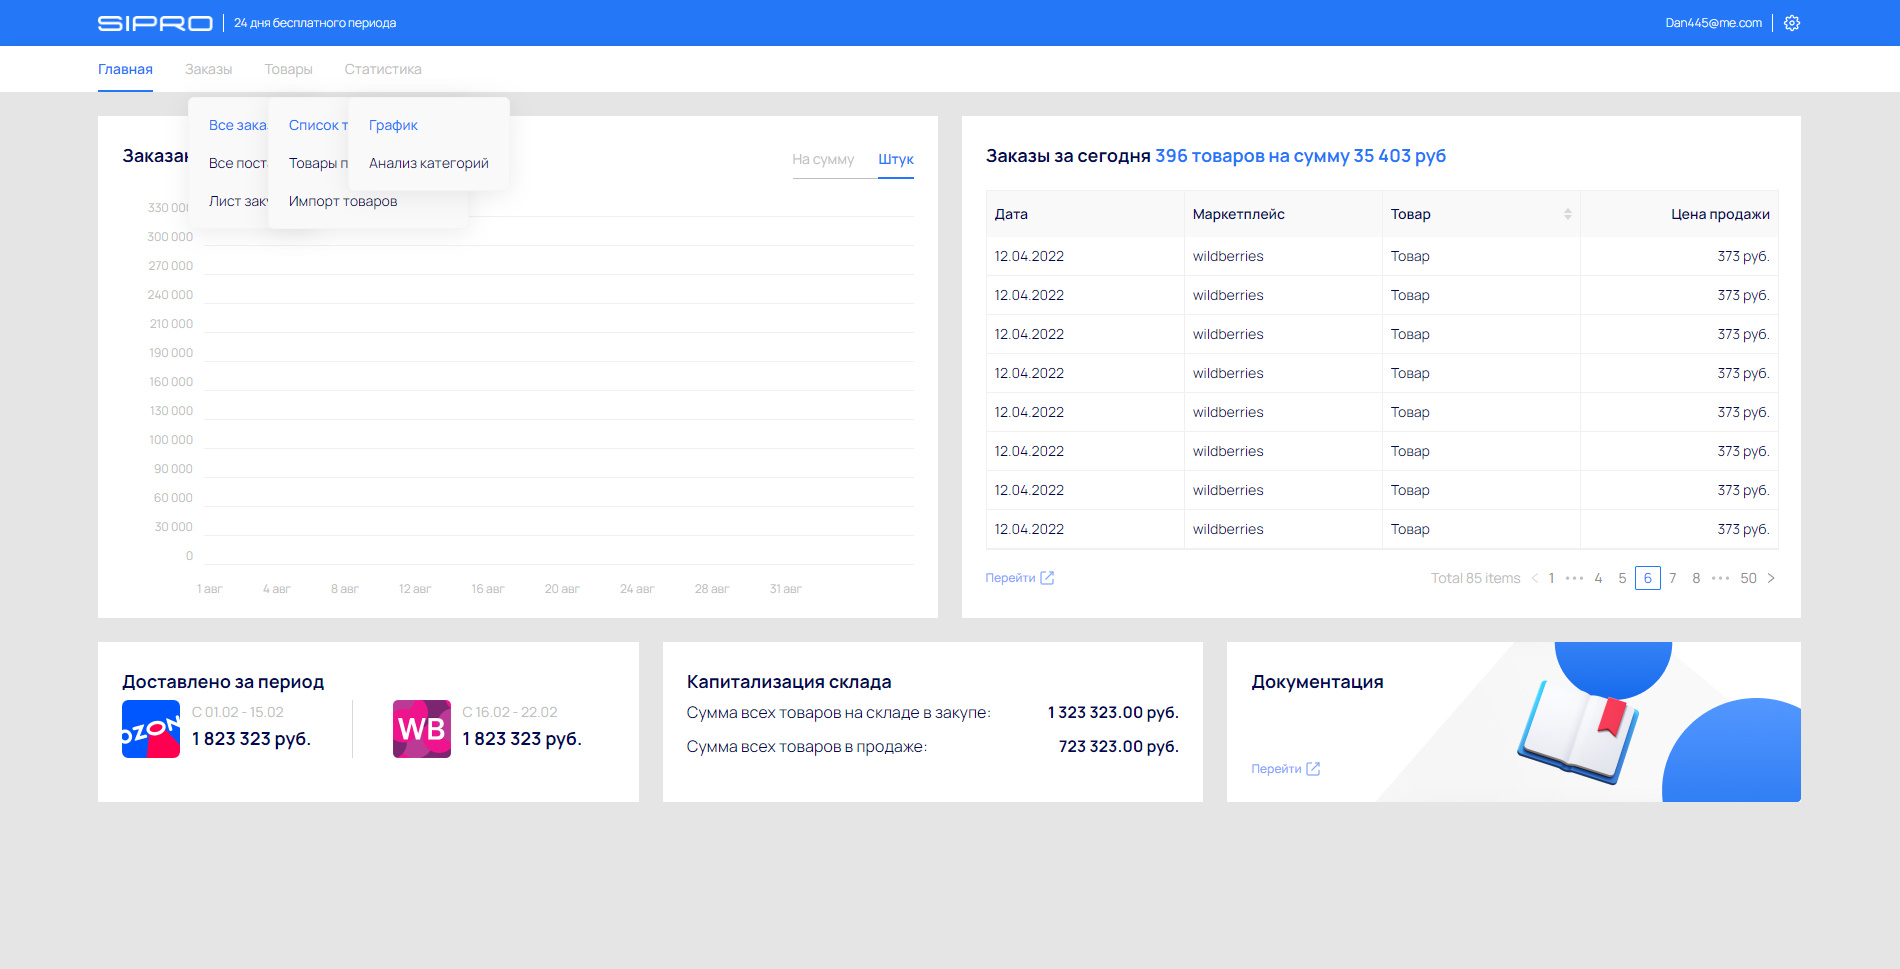 SIPRO
24 дня бесплатного периода
Dan445@me.com
Главная
Заказы
Товары
Статистика
Все
Список
График
Все
Товары
Анализ категорий
Лист
Импорт товаров
На сумму
Штук
300 000
270 000
240 000
210 000
190 000
160 000
130 000
100 000
90 000
60 000
30 000
0
1 авг
4 авг
8 авг
12 авг
16 авг
20 авг
24 авг
28 авг
31 авг
Заказы за сегодня 396 товаров на сумму 35 403 руб
Дата Маркетплейс Товар Цена продажи
12.04.2022 wildberries Товар 373 руб.
12.04.2022 wildberries Товар 373 руб.
12.04.2022 wildberries Товар 373 руб.
12.04.2022 wildberries Товар 373 руб.
12.04.2022 wildberries Товар 373 руб.
12.04.2022 wildberries Товар 373 руб.
12.04.2022 wildberries Товар 373 руб.
12.04.2022 wildberries Товар 373 руб.
Перейти
Total 85 items < 1 ••• 4 5 6 7 8 ••• 50 >
Доставлено за период
OZON
С 01.02 - 15.02
1 823 323 руб.
WB
С 16.02 - 22.02
1 823 323 руб.
Капитализация склада
Сумма всех товаров на складе в закупе: 1 323 323.00 руб.
Сумма всех товаров в продаже: 723 323.00 руб.
Документация
Перейти